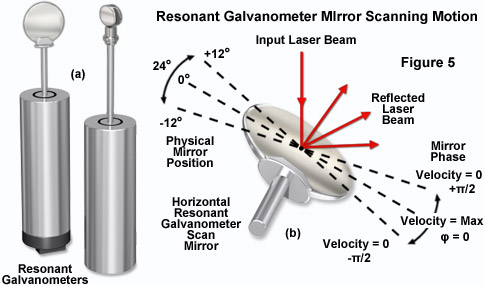 Resonant Galvanometer MIrror Scanning Motion
(a)
Resonant
Galvanometers
Input Laser Beam
Figure 5
+12°
24°
0°
-12°
Physical
Mirror
Position
Reflected
Laser
Beam
Mirror
Phase
Velocity = 0
+π/2
Velocity = Max
φ = 0
Horizontal
Resonant
Galvanometer
Scan
Mirror
(b)
Velocity = 0
-π/2